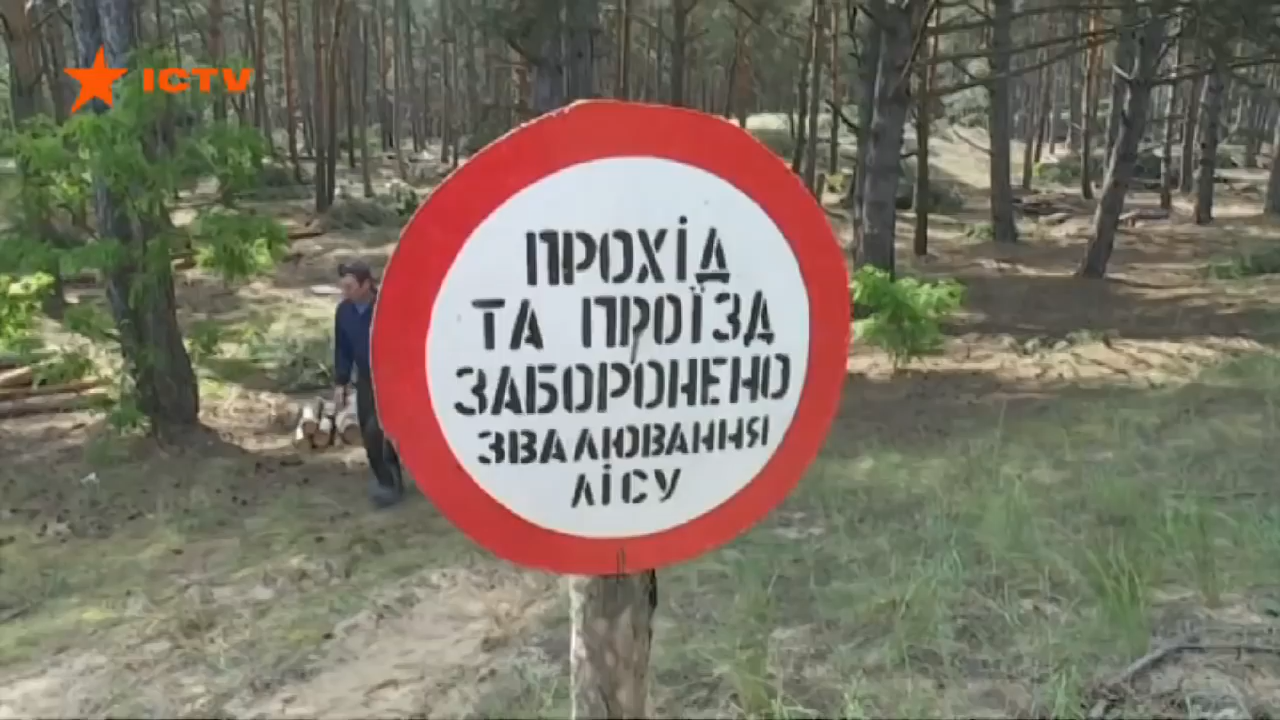 ICTV
ПРОХІД
ТА ПРОЇЗД
ЗАБОРОНЕНО
ЗВАЛЮВАННЯ
ЛІСУ